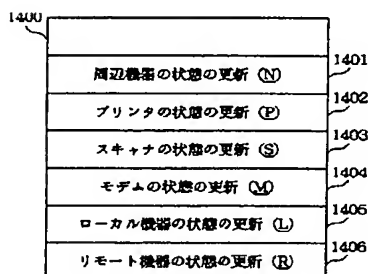 1400
周辺機器の状態の更新 (N)
1401
プリンタの状態の更新 (P)
1402
スキャナの状態の更新 (S)
1403
モデムの状態の更新 (M)
1404
ローカル機器の状態の更新 (L)
1405
リモート機器の状態の更新 (R)
1406